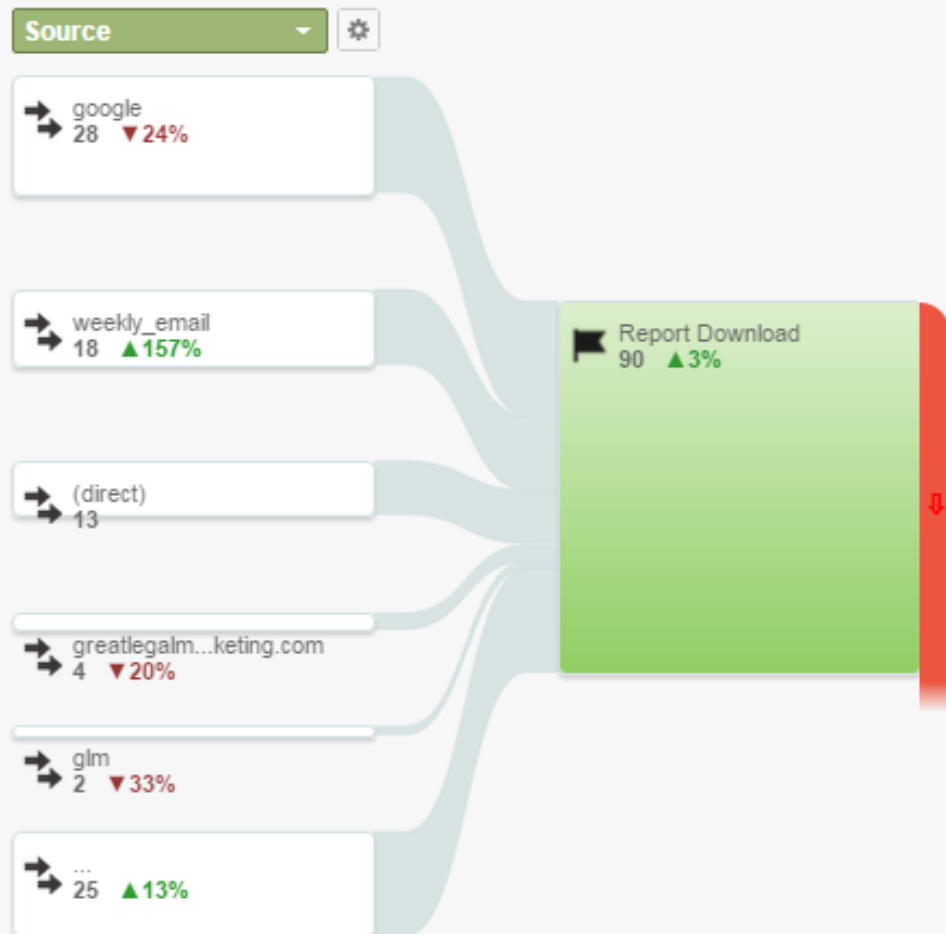 Source
google
28 ▼24%
weekly_email
18 ▲157%
(direct)
13
greatlegalm...keting.com
4 ▼20%
glm
2 ▼33%
...
25 ▲13%
Report Download
90 ▲3%